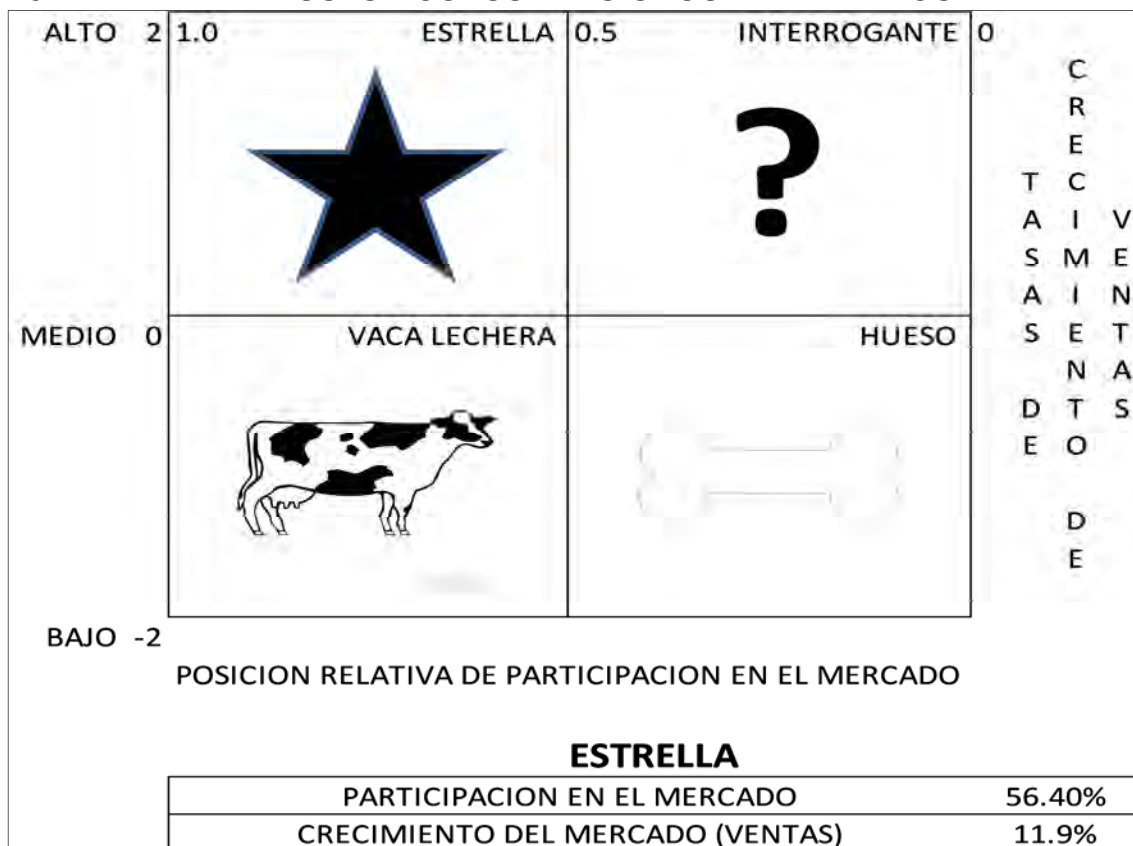 ALTO 2 1.0 ESTRELLA 0.5 INTERROGANTE 0
?
MEDIO 0 VACA LECHERA HUESO
BAJO -2
TASAS DE
CRECIMIENTO DE
VENTAS
POSICION RELATIVA DE PARTICIPACION EN EL MERCADO
ESTRELLA
PARTICIPACION EN EL MERCADO 56.40%
CRECIMIENTO DEL MERCADO (VENTAS) 11.9%